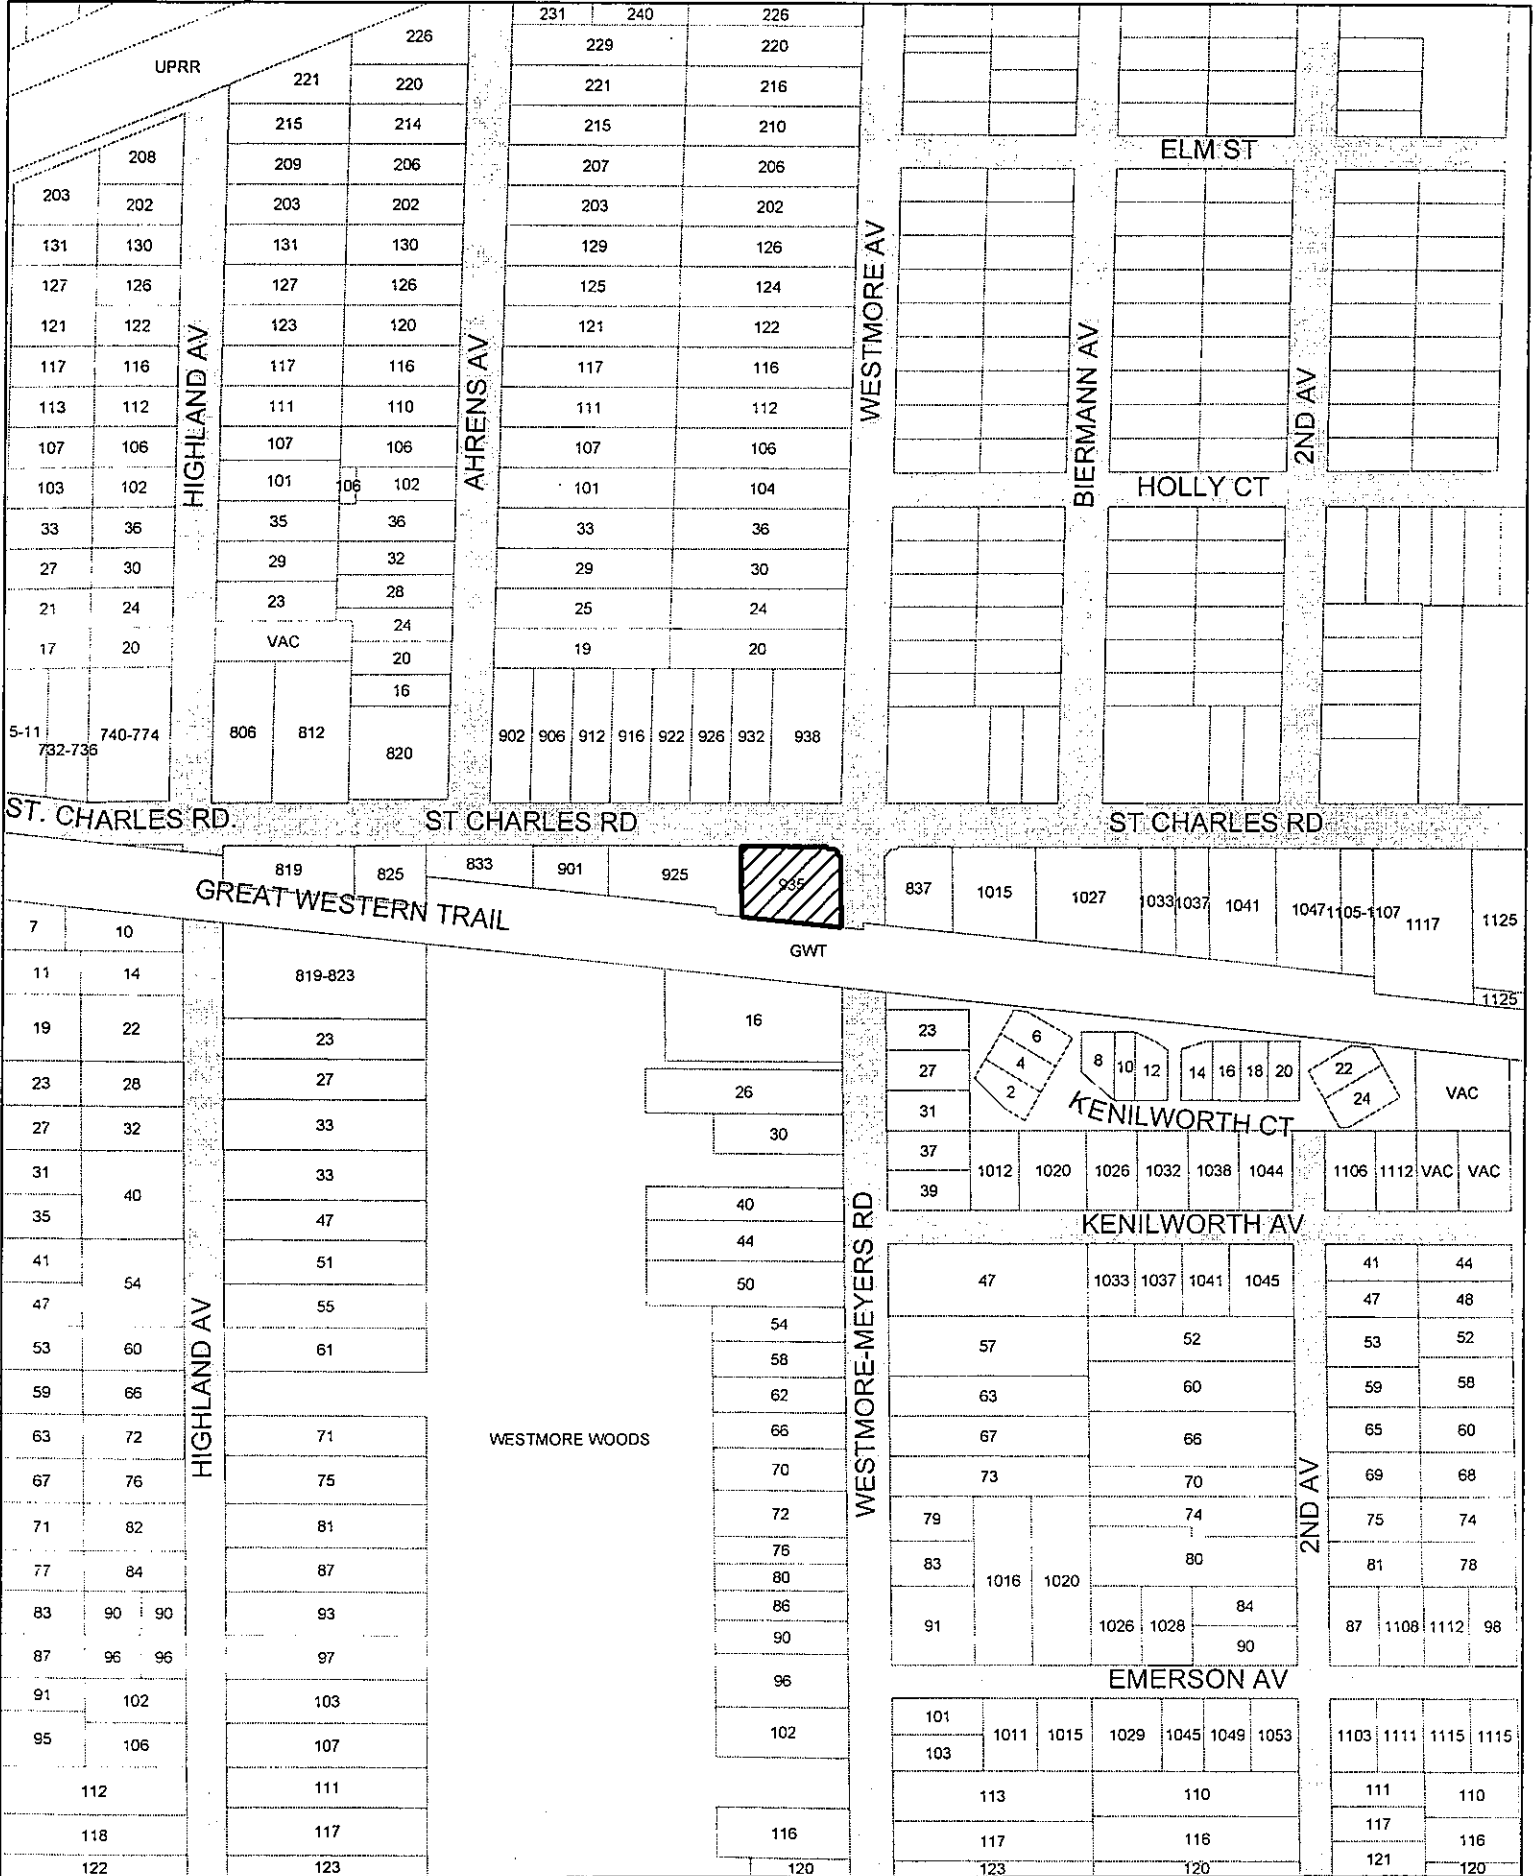 231 240 226
226 229 220
UPRR
221 220 221 216
215 214 215 210
ELM ST
208 209 206 207 206
203 202 203 202 203 202
131 130 131 130 129 126
127 126 127 126 125 124
121 122 123 120 121 122
117 116 117 116 117 116
113 112 111 110 111 112
107 106 107 106 107 106
103 102 101 106 102 101 104
HIGHLAND AV
AHRENS AV
WESTMORE AV
BIERMANN AV
2ND AV
HOLLY CT
33 36 35 36 33 36
27 30 29 32 29 30
28
21 24 23 25 24
24
17 20 VAC 19 20
20
16
5-11 732-736 740-774 806 812 820 902 906 912 916 922 926 932 938
ST. CHARLES RD.
ST CHARLES RD
ST CHARLES RD
819 825 833 901 925 935 837 1015 1027 1033 1037 1041 1047 1105-1107 1117 1125
GREAT WESTERN TRAIL
GWT
1125
7 10
11 14 819-823
19 22 23 16 23 6
4
2
8 10 12 14 16 18 20 22
24
VAC
23 28 27 26 27
KENILWORTH CT
31
27 32 33 30 37
31 40 33 39 1012 1020 1026 1032 1038 1044 1106 1112 VAC VAC
35 47 40
KENILWORTH AV
44
41 54 51 50 47 1033 1037 1041 1045 41 44
47 55 54 47 48
53 60 61 58 57 52 53 52
59 66 62 63 60 59 58
HIGHLAND AV
WESTMORE WOODS
WESTMORE-MEYERS RD
2ND AV
63 72 71 66 67 66 65 60
67 76 75 70 73 70 69 68
71 82 81 72 79 74 75 74
76
77 84 87 80 83 1016 1020 80 81 78
83 90 90 93 86 91 1026 1028 84 87 1108 1112 98
90 90
87 96 96 97
EMERSON AV
91 102 103 96
95 106 107 102 101 1011 1015 1029 1045 1049 1053 1103 1111 1115 1115
103
112 111 113 110 111 110
118 117 116 117 116 117 116
121
122 123 120 123 120 120